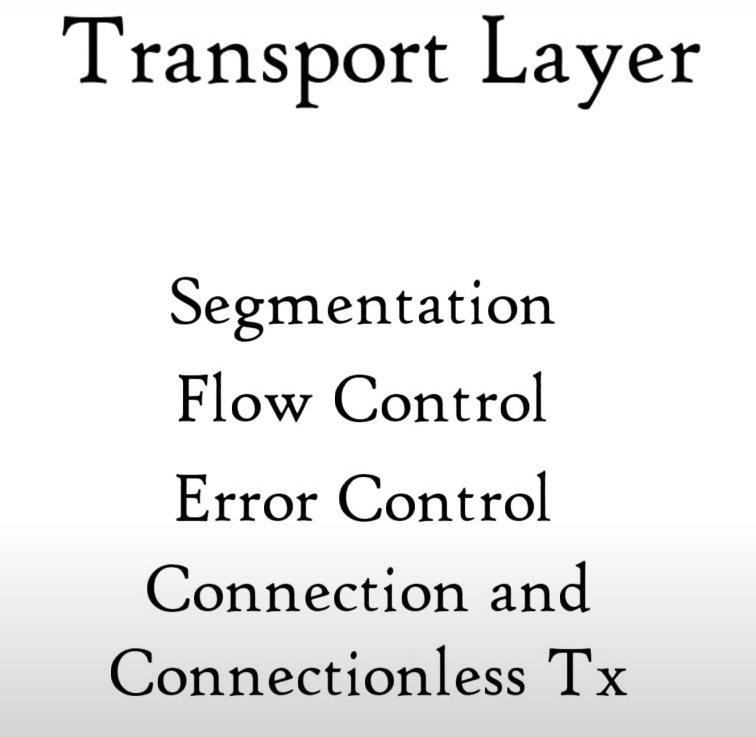 Transport Layer
Segmentation
Flow Control
Error Control
Connection and
Connectionless Tx